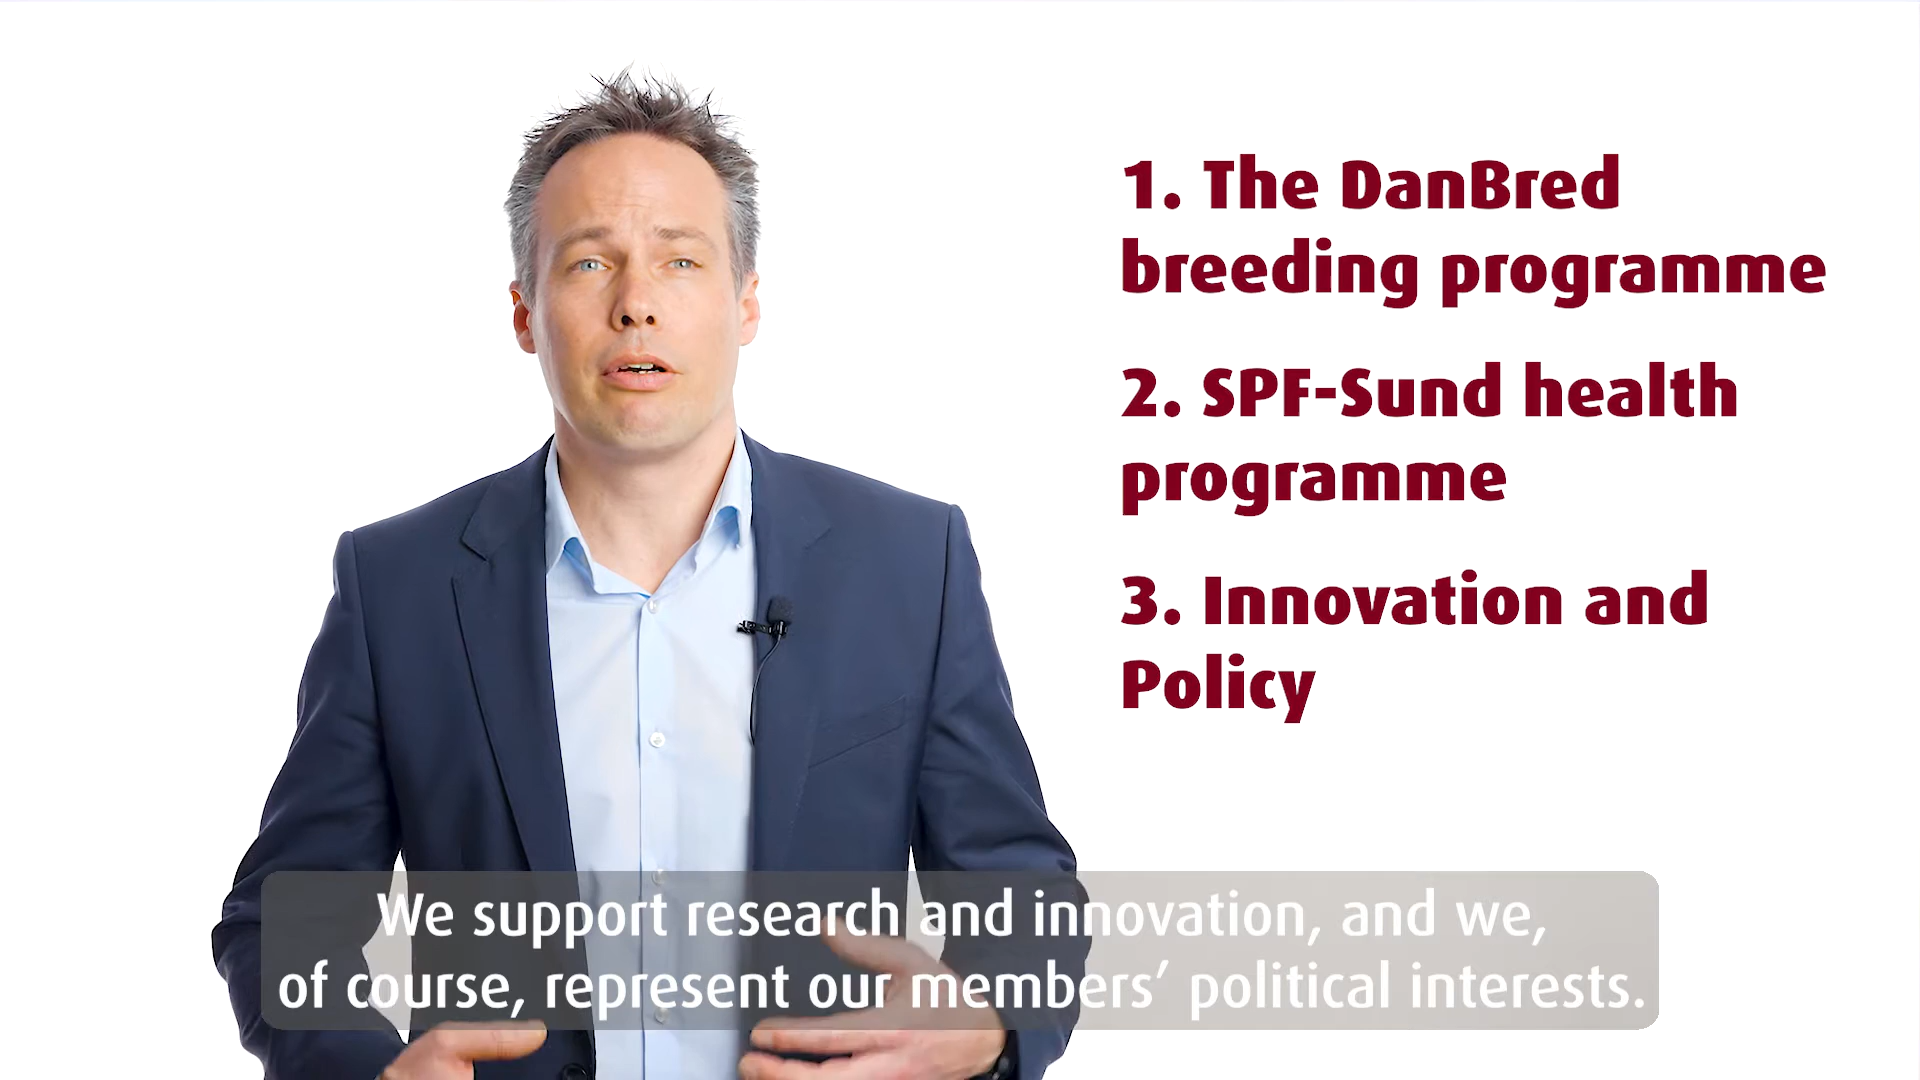 1. The DanBred
breeding programme
2. SPF-Sund health
programme
3. Innovation and
Policy
We support research and innovation, and we,
of course, represent our members’ political interests.